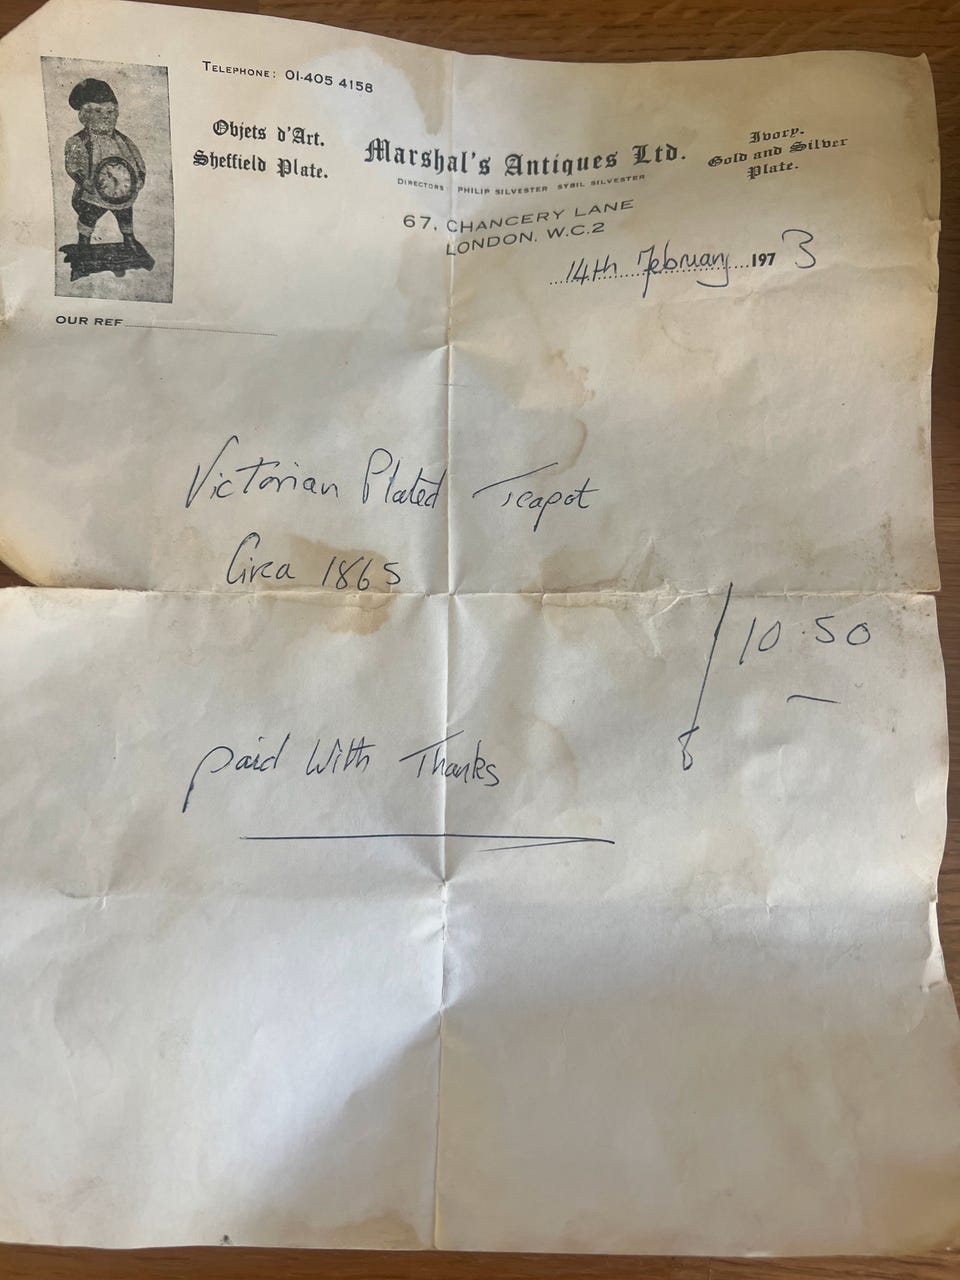 TELEPHONE: 01-405 4158
Objets d'Art.
Sheffield Plate.
Marshal's Antiques Ltd.
DIRECTORS: PHILIP SILVESTER SYBIL SILVESTER
67, CHANCERY LANE
LONDON, W.C.2
Ivory.
Gold and Silver
Plate.
14th February 1973
OUR REF
Victorian Plated Teapot
Circa 1865
10.50
paid With Thanks